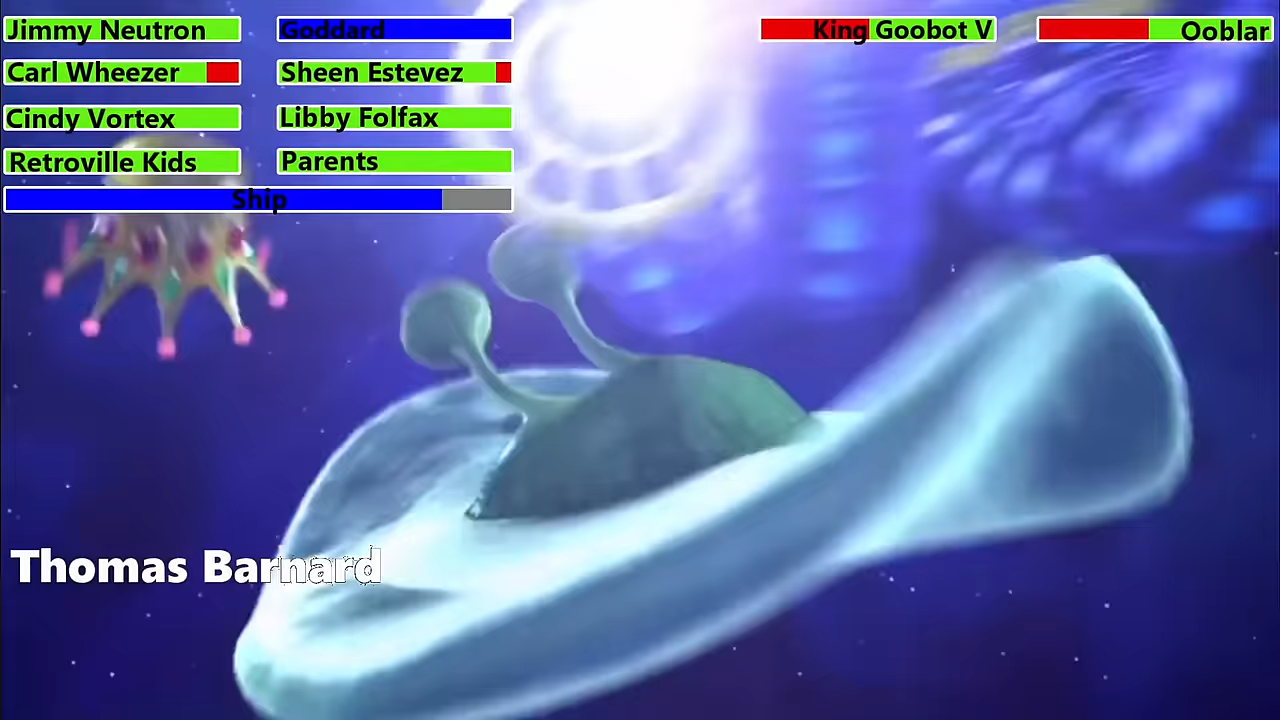 Jimmy Neutron Goddard King Goobot V Ooblar
Carl Wheezer Sheen Estevez
Cindy Vortex Libby Folfax
Retroville Kids Parents
Ship
Thomas Barnard